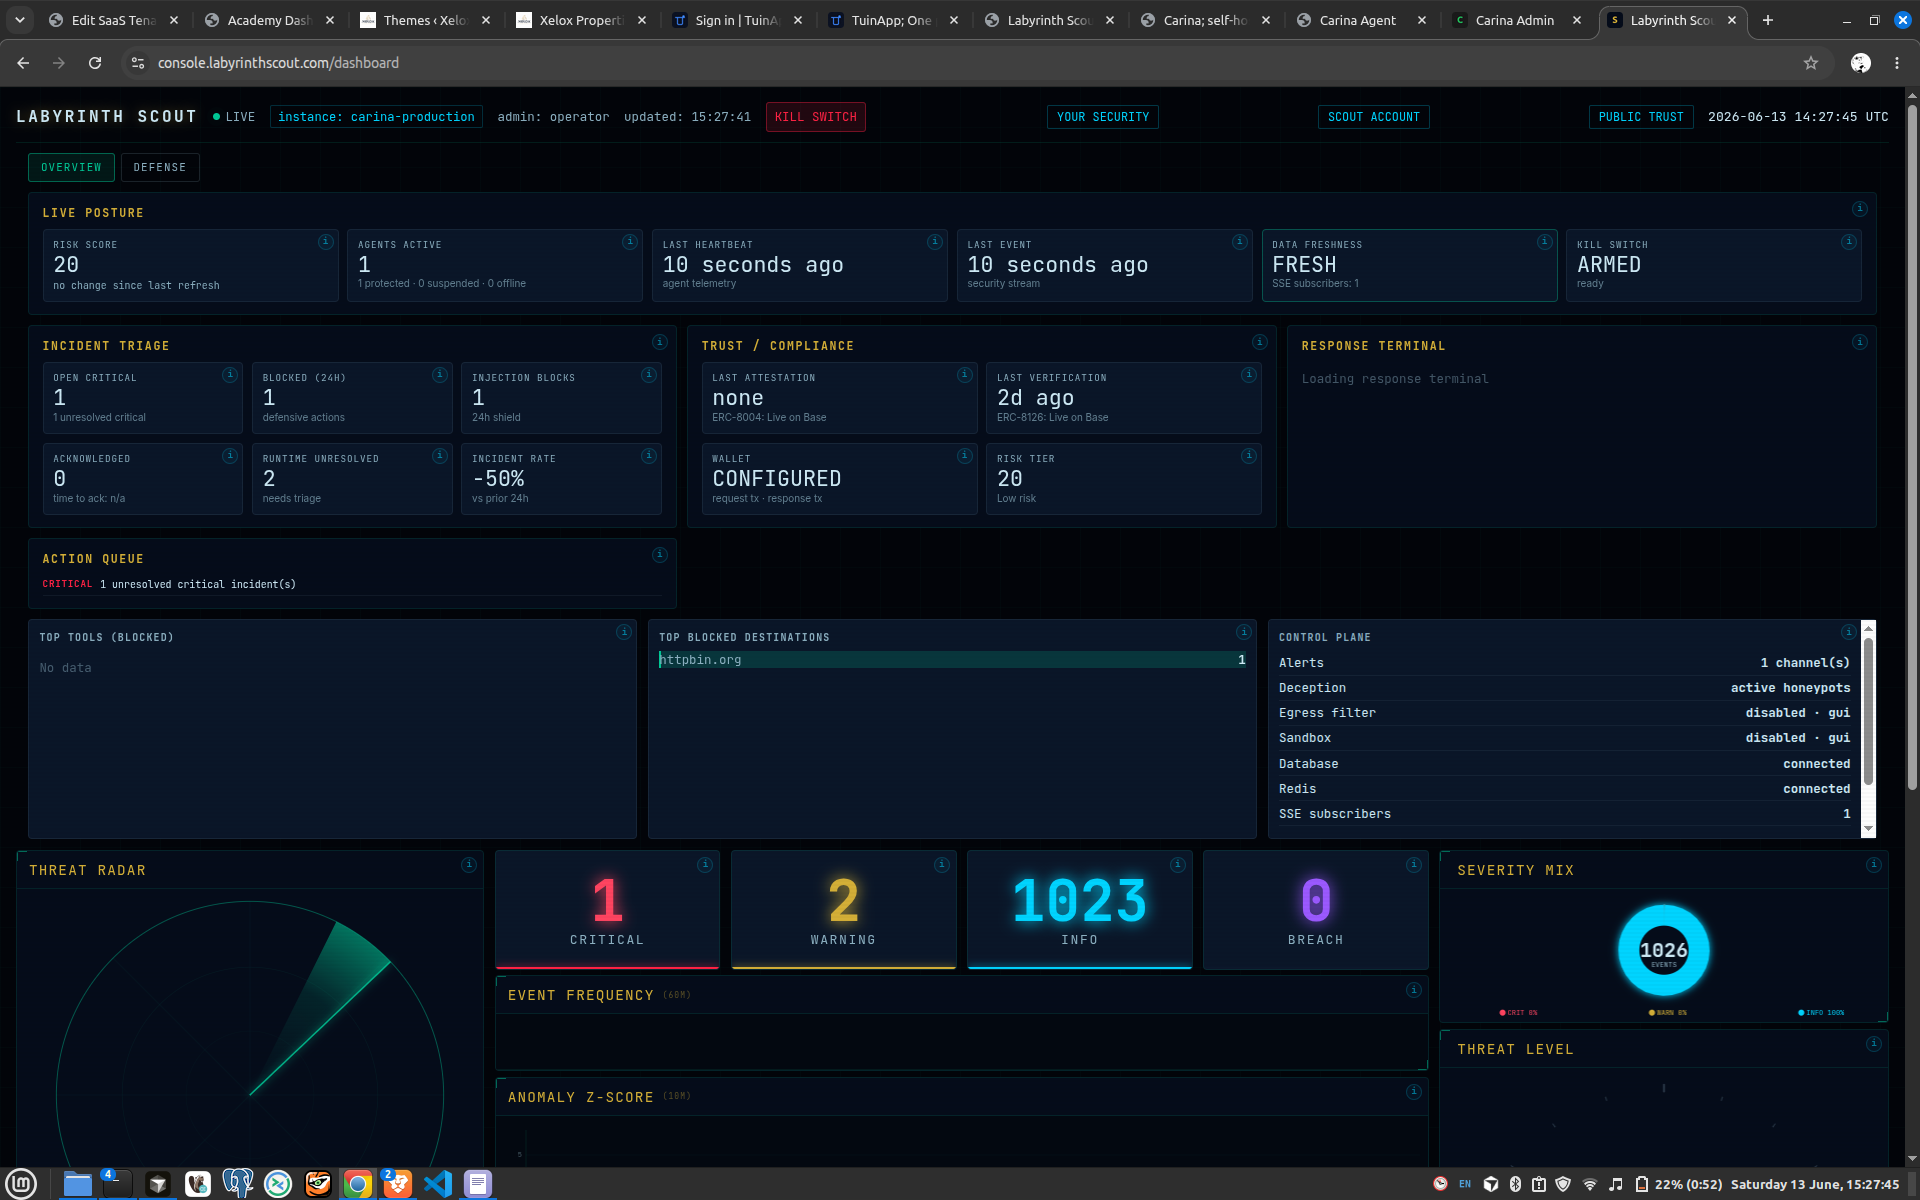 Edit SaaS Tena
Academy Dash
Themes ‹ Xelo
Xelox Properti
Sign in | TuinA
TuinApp; One
Labyrinth Scou
Carina; self-ho
Carina Agent
Carina Admin
Labyrinth Scou
console.labyrinthscout.com/dashboard
LABYRINTH SCOUT LIVE instance: carina-production admin: operator updated: 15:27:41 KILL SWITCH YOUR SECURITY SCOUT ACCOUNT PUBLIC TRUST 2026-06-13 14:27:45 UTC
OVERVIEW DEFENSE
LIVE POSTURE
RISK SCORE
20
no change since last refresh
AGENTS ACTIVE
1
1 protected · 0 suspended · 0 offline
LAST HEARTBEAT
10 seconds ago
agent telemetry
LAST EVENT
10 seconds ago
security stream
DATA FRESHNESS
FRESH
SSE subscribers: 1
KILL SWITCH
ARMED
ready
INCIDENT TRIAGE
OPEN CRITICAL
1
1 unresolved critical
BLOCKED (24H)
1
defensive actions
INJECTION BLOCKS
1
24h shield
ACKNOWLEDGED
0
time to ack: n/a
RUNTIME UNRESOLVED
2
needs triage
INCIDENT RATE
-50%
vs prior 24h
TRUST / COMPLIANCE
LAST ATTESTATION
none
ERC-8004: Live on Base
LAST VERIFICATION
2d ago
ERC-8126: Live on Base
WALLET
CONFIGURED
request tx · response tx
RISK TIER
20
Low risk
RESPONSE TERMINAL
Loading response terminal
ACTION QUEUE
CRITICAL 1 unresolved critical incident(s)
TOP TOOLS (BLOCKED)
No data
TOP BLOCKED DESTINATIONS
httpbin.org 1
CONTROL PLANE
Alerts 1 channel(s)
Deception active honeypots
Egress filter disabled · gui
Sandbox disabled · gui
Database connected
Redis connected
SSE subscribers 1
THREAT RADAR
1
CRITICAL
2
WARNING
1023
INFO
0
BREACH
EVENT FREQUENCY (60M)
ANOMALY Z-SCORE (10M)
5
SEVERITY MIX
1026
EVENTS
CRIT 0% WARN 0% INFO 100%
THREAT LEVEL
4
2
EN
22% (0:52) Saturday 13 June, 15:27:45